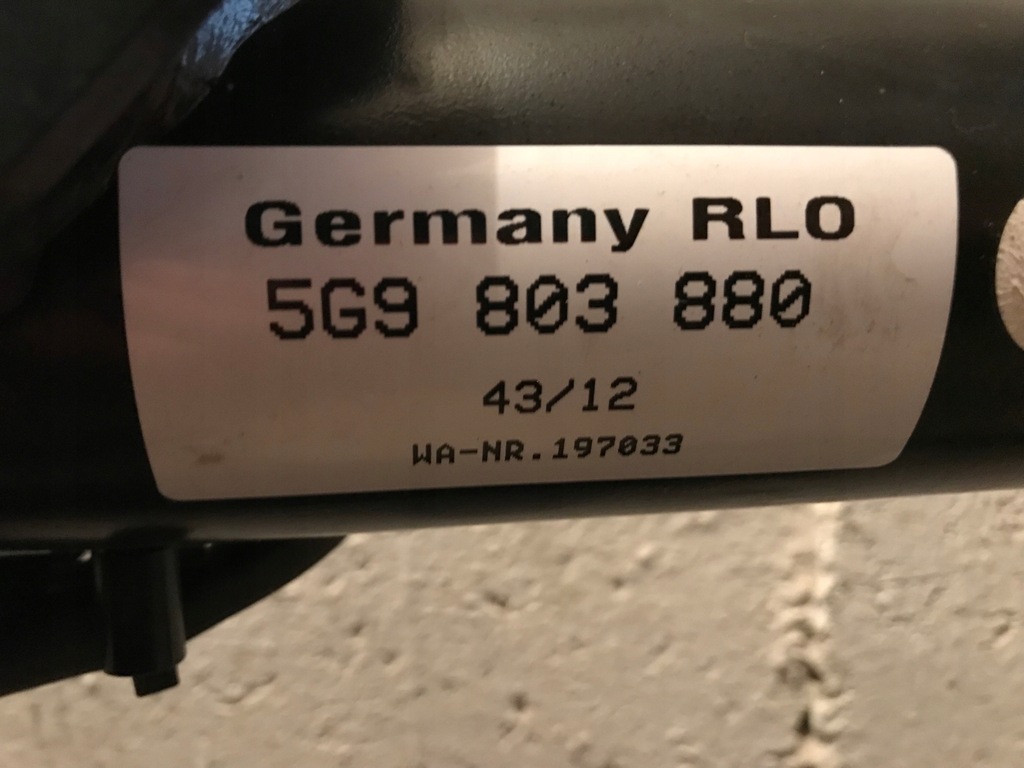 Germany RLO
5G9 803 880
43/12
WA-NR.197033